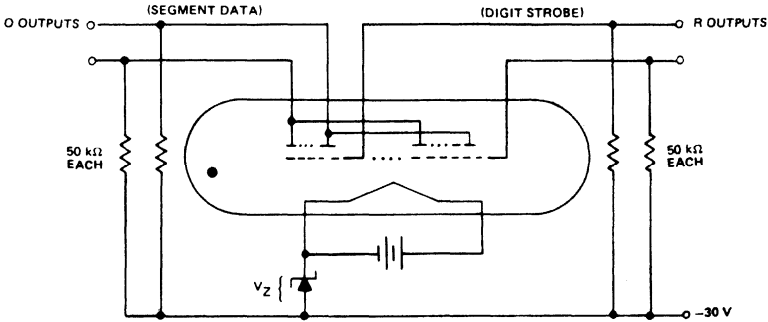 (SEGMENT DATA)
(DIGIT STROBE)
O OUTPUTS
R OUTPUTS
50 kΩ
EACH
50 kΩ
EACH
VZ
−30 V